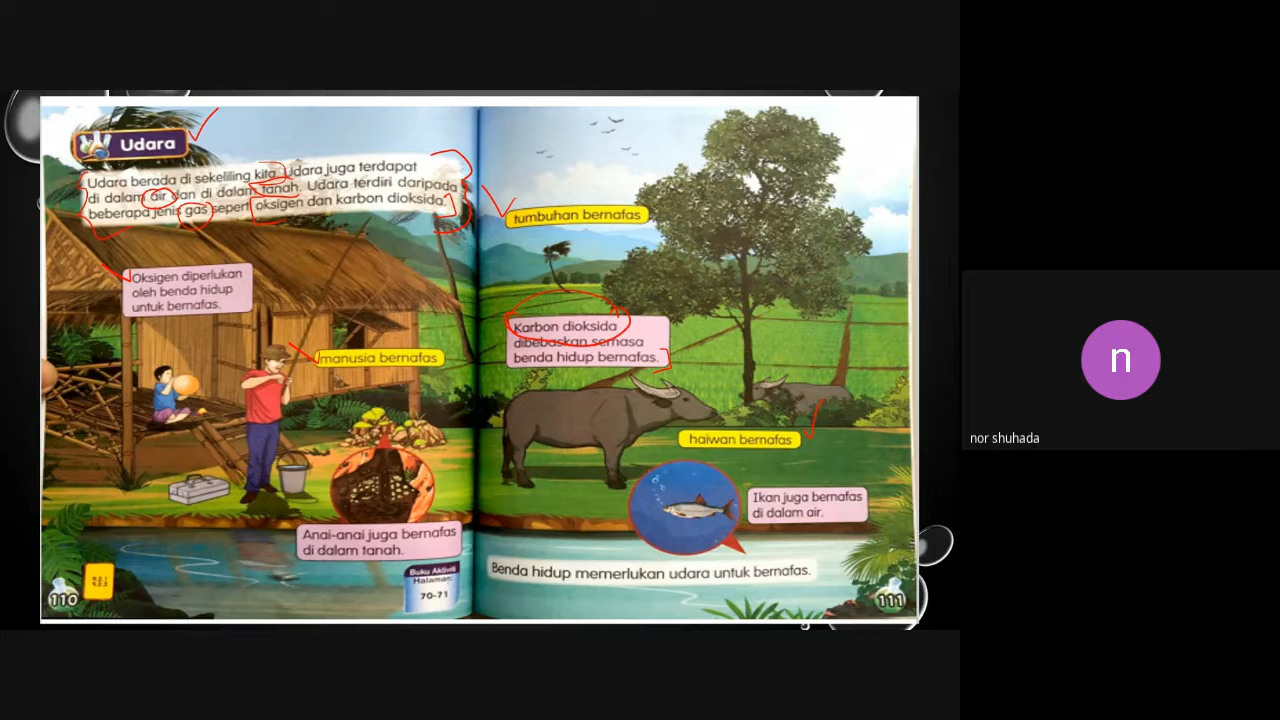 Udara
Udara berada di sekeliling kita. Udara juga terdapat
di dalam air dan di dalam tanah. Udara terdiri daripada
beberapa jenis gas seperti oksigen dan karbon dioksida.
Oksigen diperlukan
oleh benda hidup
untuk bernafas.
manusia bernafas
Anai-anai juga bernafas
di dalam tanah.
Buku Aktiviti
Halaman:
70-71
110
tumbuhan bernafas
Karbon dioksida
dibebaskan semasa
benda hidup bernafas.
haiwan bernafas
Ikan juga bernafas
di dalam air.
Benda hidup memerlukan udara untuk bernafas.
111
n
nor shuhada